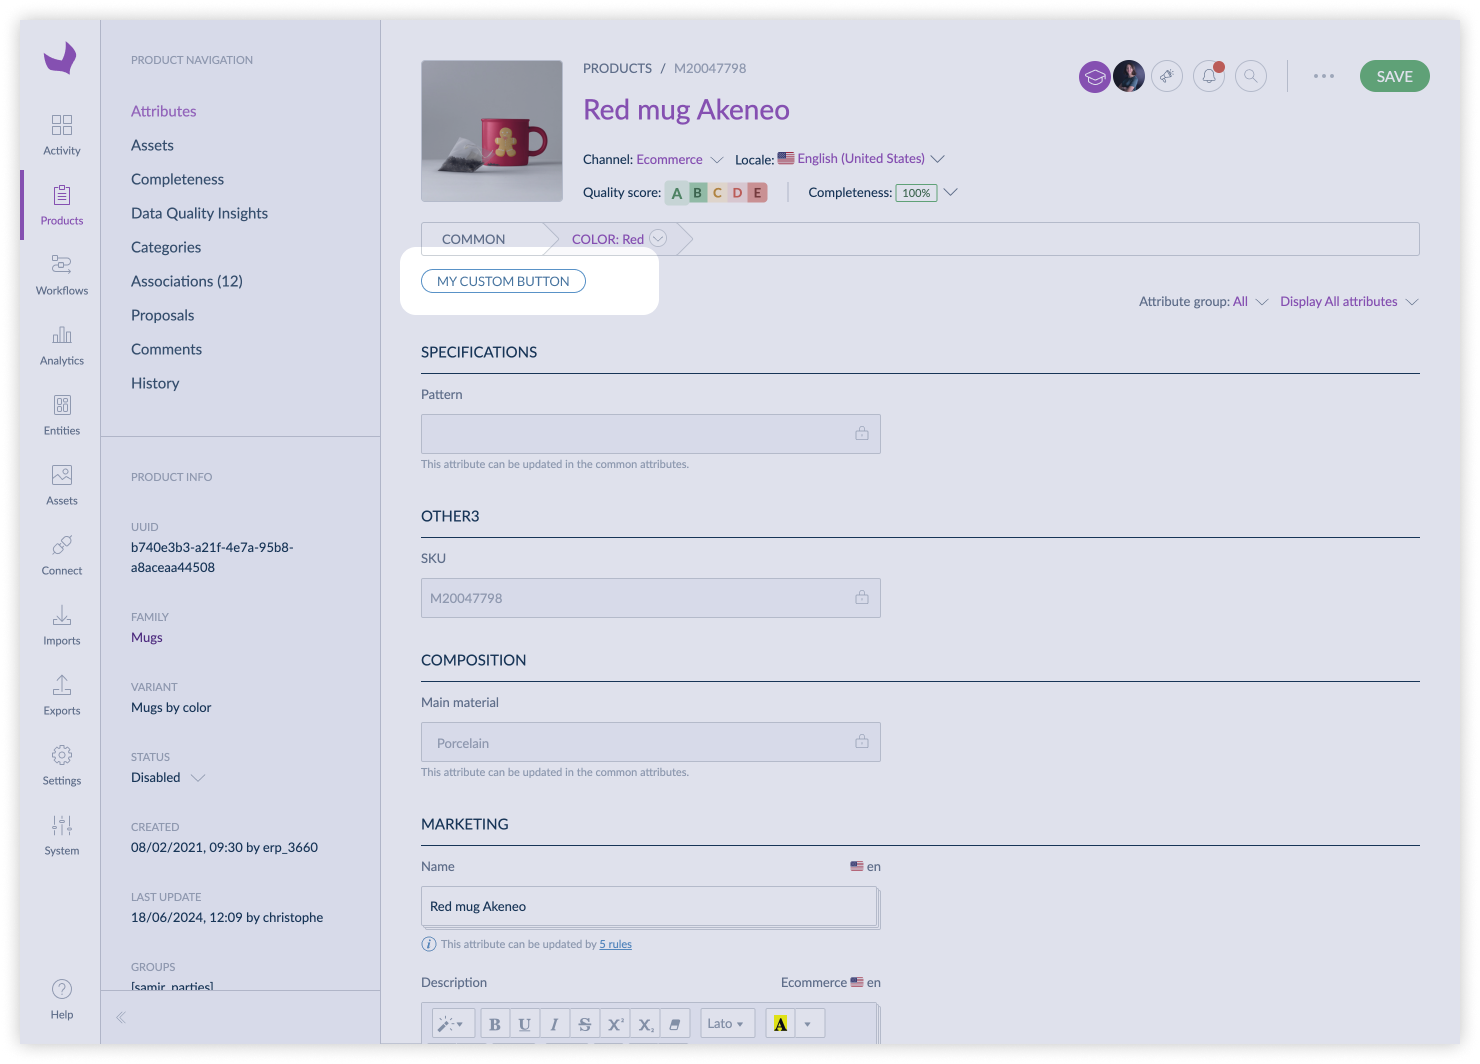 Activity
Products
Workflows
Analytics
Entities
Assets
Connect
Imports
Exports
Settings
System
Help
PRODUCT NAVIGATION
Attributes
Assets
Completeness
Data Quality Insights
Categories
Associations (12)
Proposals
Comments
History
PRODUCT INFO
UUID
b740e3b3-a21f-4e7a-95b8-
a8aceaa44508
FAMILY
Mugs
VARIANT
Mugs by color
STATUS
Disabled
CREATED
08/02/2021, 09:30 by erp_3660
LAST UPDATE
18/06/2024, 12:09 by christophe
GROUPS
[samir_parties]
PRODUCTS / M20047798
SAVE
Red mug Akeneo
Channel: Ecommerce Locale: English (United States)
Quality score: A B C D E Completeness: 100%
COMMON COLOR: Red
MY CUSTOM BUTTON
Attribute group: All Display All attributes
SPECIFICATIONS
Pattern
This attribute can be updated in the common attributes.
OTHER3
SKU
M20047798
COMPOSITION
Main material
Porcelain
This attribute can be updated in the common attributes.
MARKETING
Name en
Red mug Akeneo
This attribute can be updated by 5 rules
Description Ecommerce en
B U I S X² X₂ Lato A